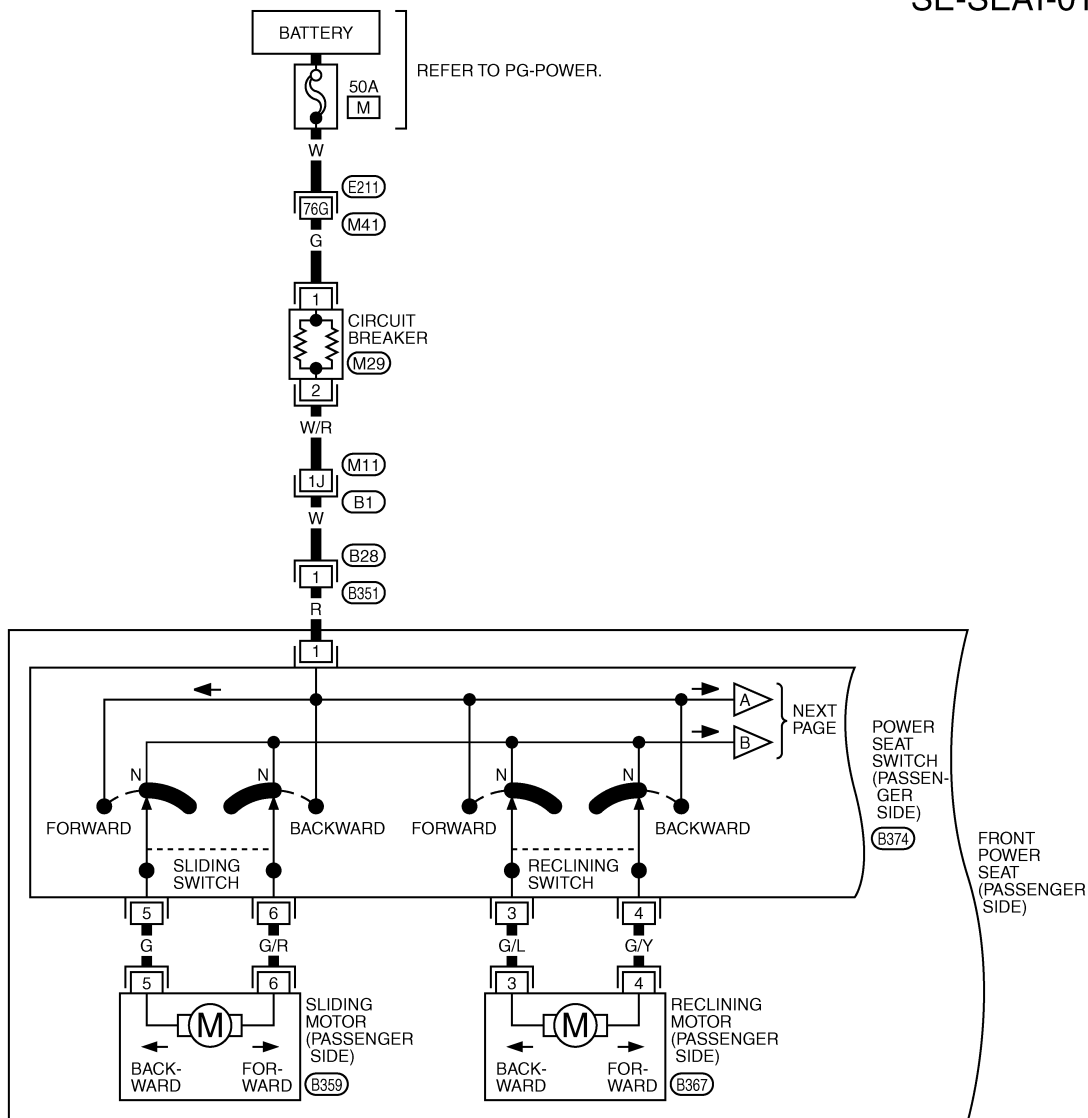 SE-SEAT-01
BATTERY
REFER TO PG-POWER.
50A
M
W
E211
76G
M41
G
1
CIRCUIT
BREAKER
M29
2
W/R
M11
1J
B1
W
B28
1
B351
R
1
A
B
NEXT
PAGE
POWER
SEAT
SWITCH
(PASSEN-
GER
SIDE)
B374
N
N
N
N
FORWARD
BACKWARD
FORWARD
BACKWARD
SLIDING
SWITCH
RECLINING
SWITCH
FRONT
POWER
SEAT
(PASSENGER
SIDE)
5
6
3
4
G
G/R
G/L
G/Y
5
6
3
4
M
SLIDING
MOTOR
(PASSENGER
SIDE)
B359
BACK-
WARD
FOR-
WARD
M
RECLINING
MOTOR
(PASSENGER
SIDE)
B367
BACK-
WARD
FOR-
WARD